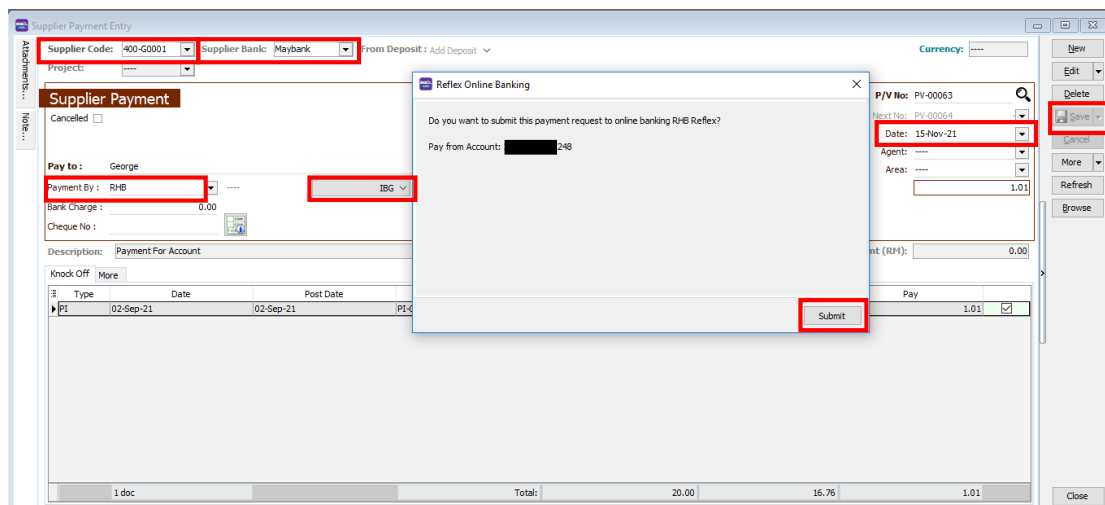 Supplier Payment Entry
Attachments...
Note...
Supplier Code: 400-G0001 Supplier Bank: Maybank From Deposit : Add Deposit Currency: ----
Project: ----
Supplier Payment
Cancelled
P/V No: PV-00063
Next No: PV-00064
Date: 15-Nov-21
Agent: ----
Area: ----
1.01
Pay to : George
Payment By : RHB ---- IBG
Bank Charge : 0.00
Cheque No :
Description: Payment For Account nt (RM): 0.00
Knock Off More
Type Date Post Date Pay
PI 02-Sep-21 02-Sep-21 1.01
1 doc Total: 20.00 16.76 1.01
Reflex Online Banking
Do you want to submit this payment request to online banking RHB Reflex?
Pay from Account: 248
Submit
New
Edit
Delete
Save
Cancel
More
Refresh
Browse
Close